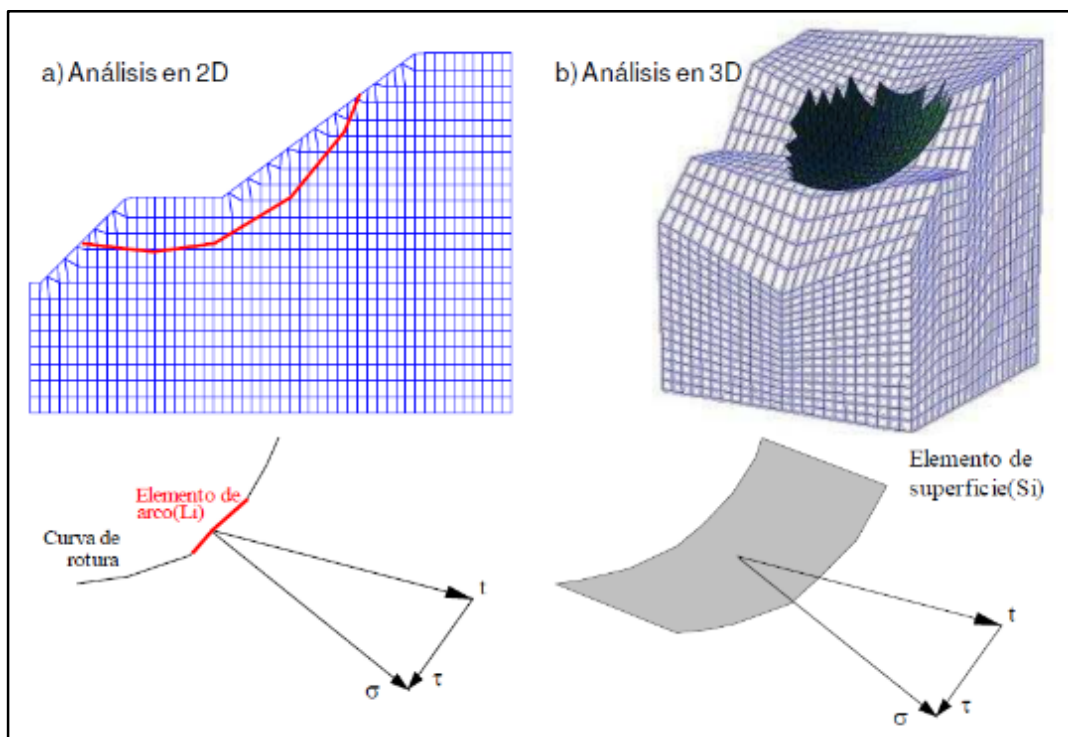 a) Análisis en 2D
b) Análisis en 3D
Elemento de
arco(Li)
Curva de
rotura
t
σ
τ
Elemento de
superficie(Si)
t
σ
τ